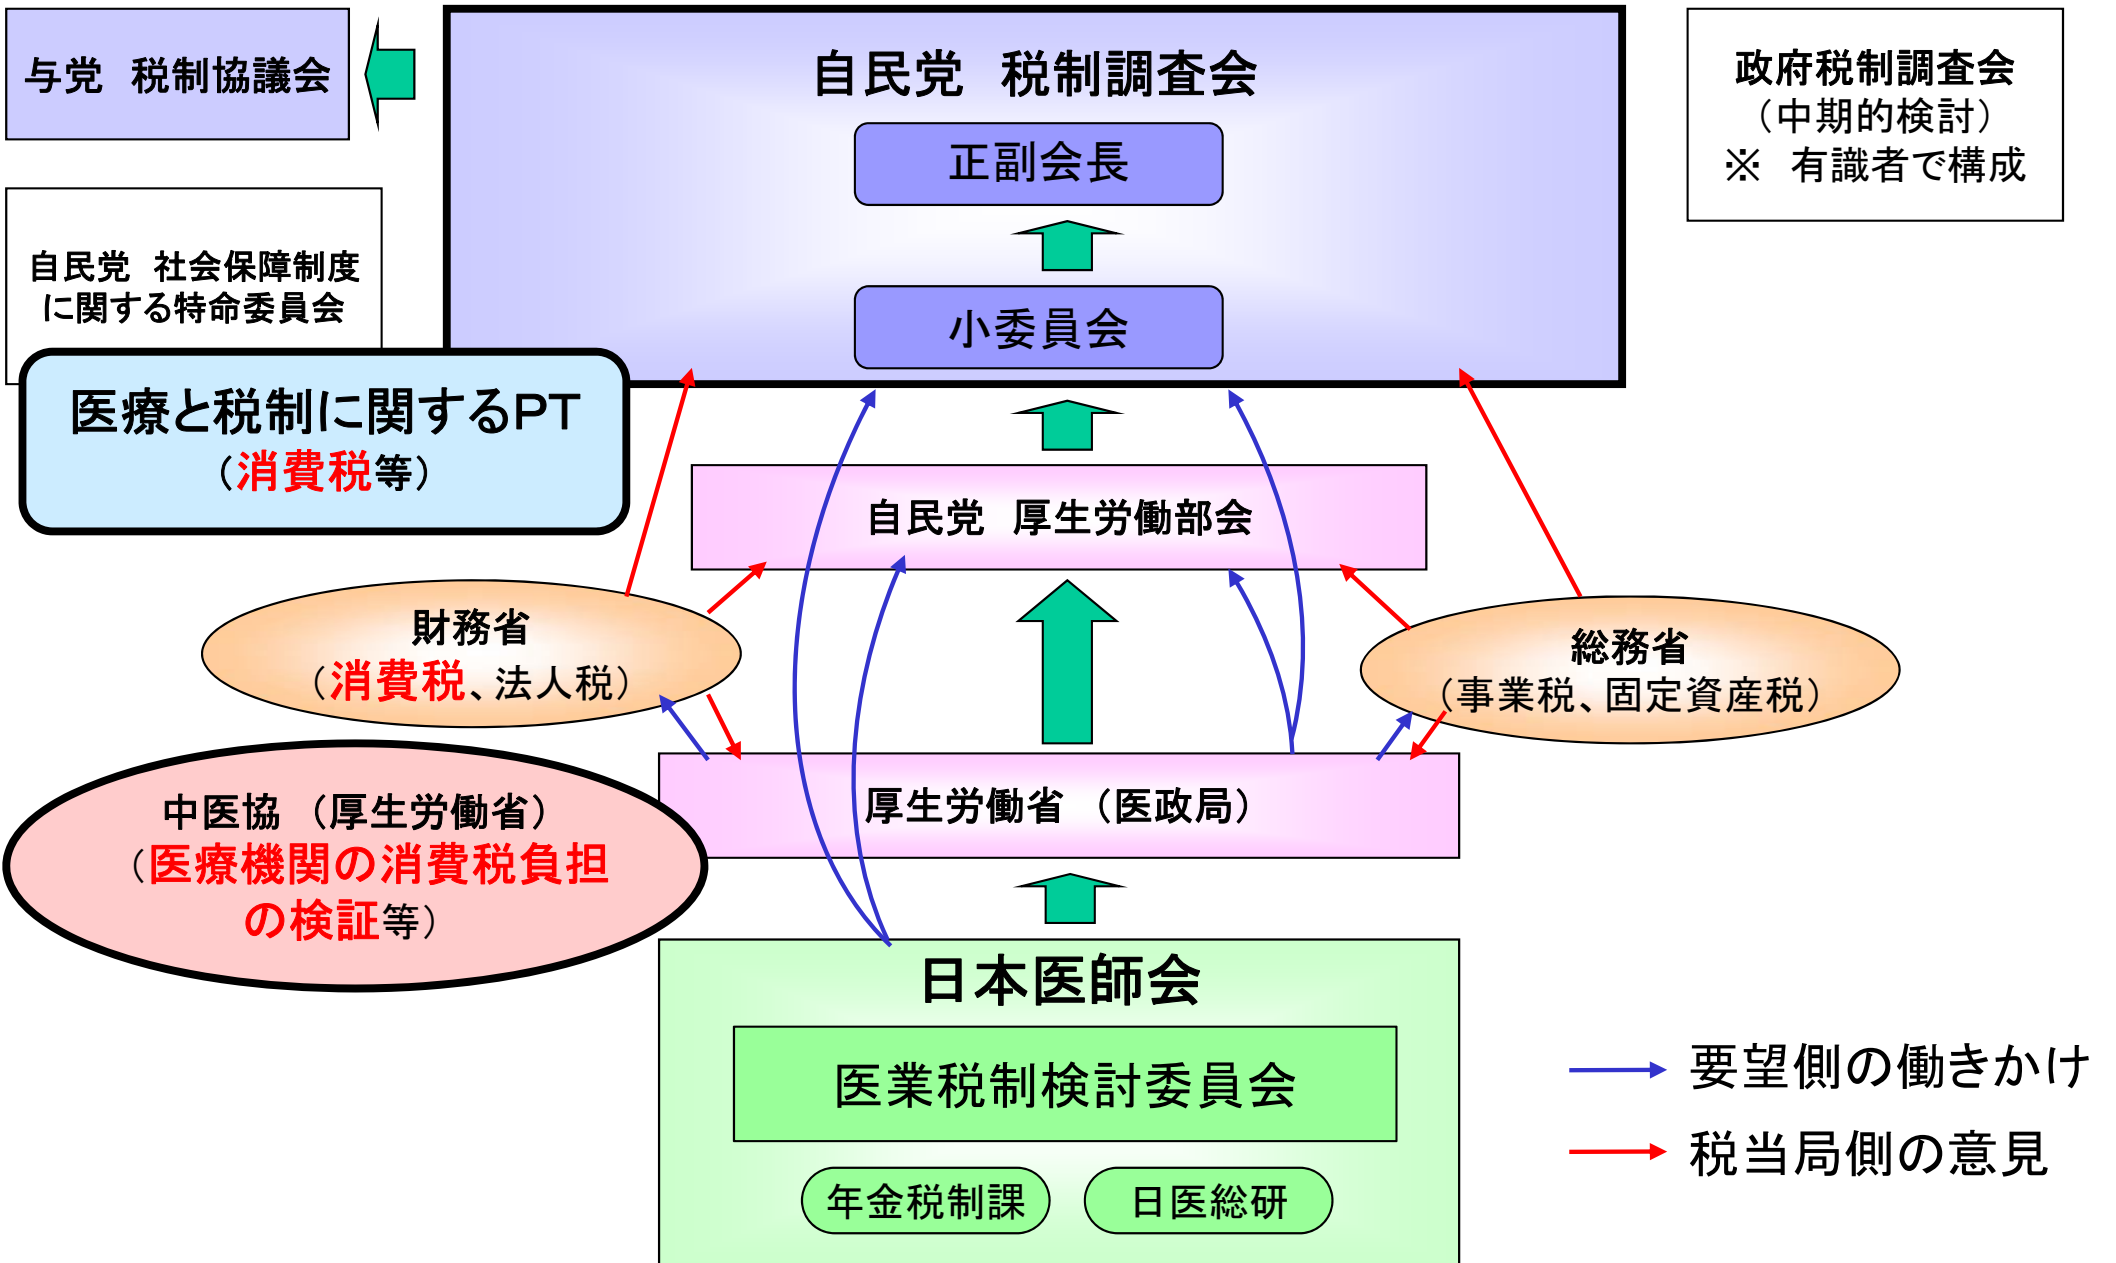 与党　税制協議会
自民党　税制調査会
正副会長
小委員会
政府税制調査会
（中期的検討）
※　有識者で構成
自民党　社会保障制度
に関する特命委員会
医療と税制に関するPT
（消費税等）
自民党　厚生労働部会
財務省
（消費税、法人税）
総務省
（事業税、固定資産税）
中医協 （厚生労働省）
（医療機関の消費税負担
の検証等）
厚生労働省 （医政局）
日本医師会
医業税制検討委員会
年金税制課
日医総研
要望側の働きかけ
税当局側の意見